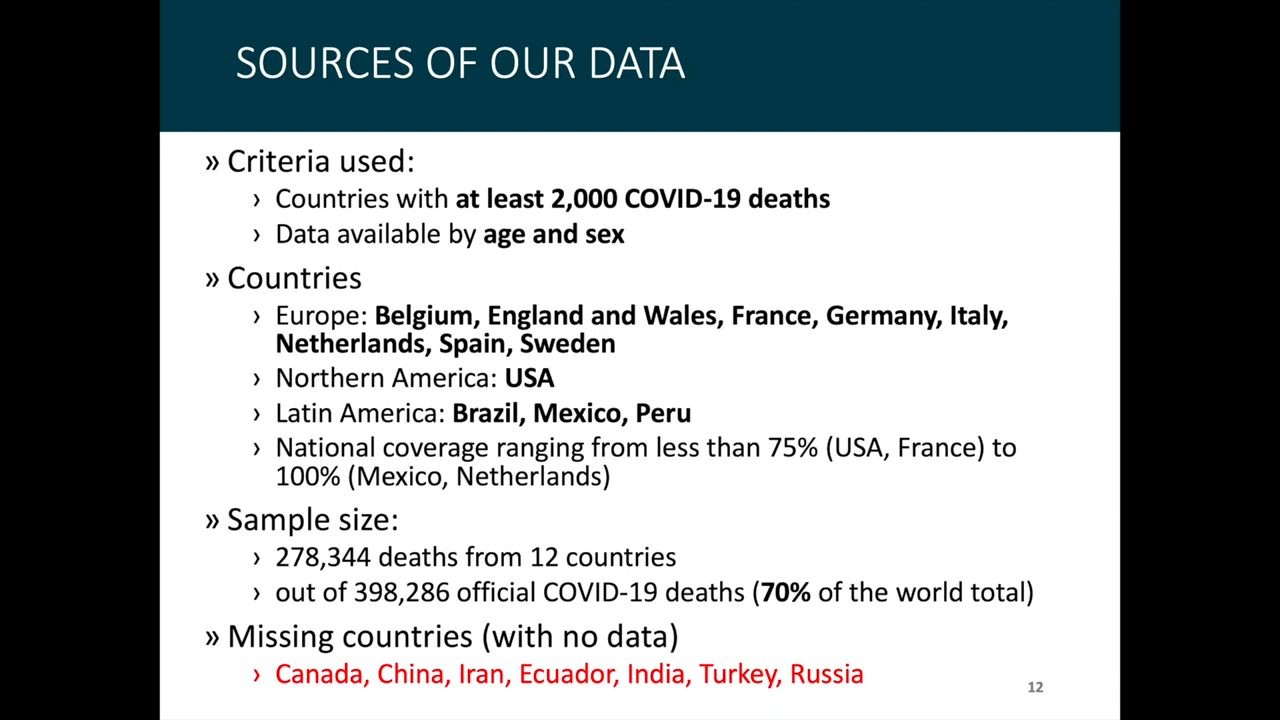 SOURCES OF OUR DATA
» Criteria used:
› Countries with at least 2,000 COVID-19 deaths
› Data available by age and sex
» Countries
› Europe: Belgium, England and Wales, France, Germany, Italy,
Netherlands, Spain, Sweden
› Northern America: USA
› Latin America: Brazil, Mexico, Peru
› National coverage ranging from less than 75% (USA, France) to
100% (Mexico, Netherlands)
» Sample size:
› 278,344 deaths from 12 countries
› out of 398,286 official COVID-19 deaths (70% of the world total)
» Missing countries (with no data)
› Canada, China, Iran, Ecuador, India, Turkey, Russia
12